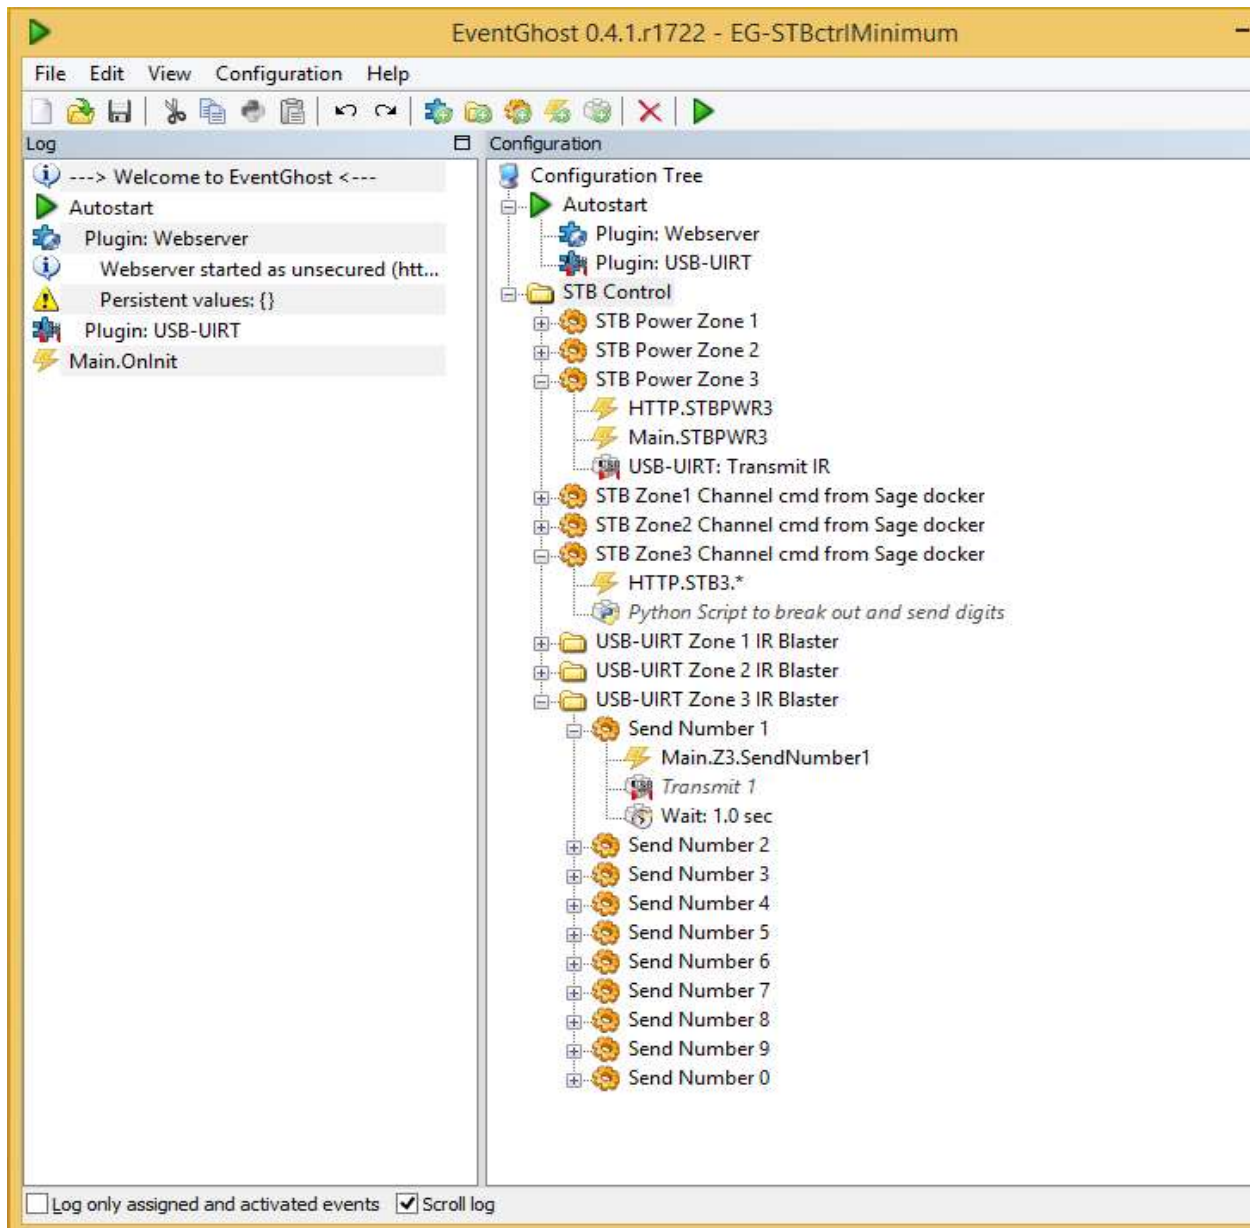 EventGhost 0.4.1.r1722 - EG-STBctrlMinimum
File Edit View Configuration Help
Log
---> Welcome to EventGhost <---
Autostart
Plugin: Webserver
Webserver started as unsecured (htt...
Persistent values: {}
Plugin: USB-UIRT
Main.OnInit
Configuration
Configuration Tree
Autostart
Plugin: Webserver
Plugin: USB-UIRT
STB Control
STB Power Zone 1
STB Power Zone 2
STB Power Zone 3
HTTP.STBPWR3
Main.STBPWR3
USB-UIRT: Transmit IR
STB Zone1 Channel cmd from Sage docker
STB Zone2 Channel cmd from Sage docker
STB Zone3 Channel cmd from Sage docker
HTTP.STB3.*
Python Script to break out and send digits
USB-UIRT Zone 1 IR Blaster
USB-UIRT Zone 2 IR Blaster
USB-UIRT Zone 3 IR Blaster
Send Number 1
Main.Z3.SendNumber1
Transmit 1
Wait: 1.0 sec
Send Number 2
Send Number 3
Send Number 4
Send Number 5
Send Number 6
Send Number 7
Send Number 8
Send Number 9
Send Number 0
Log only assigned and activated events Scroll log